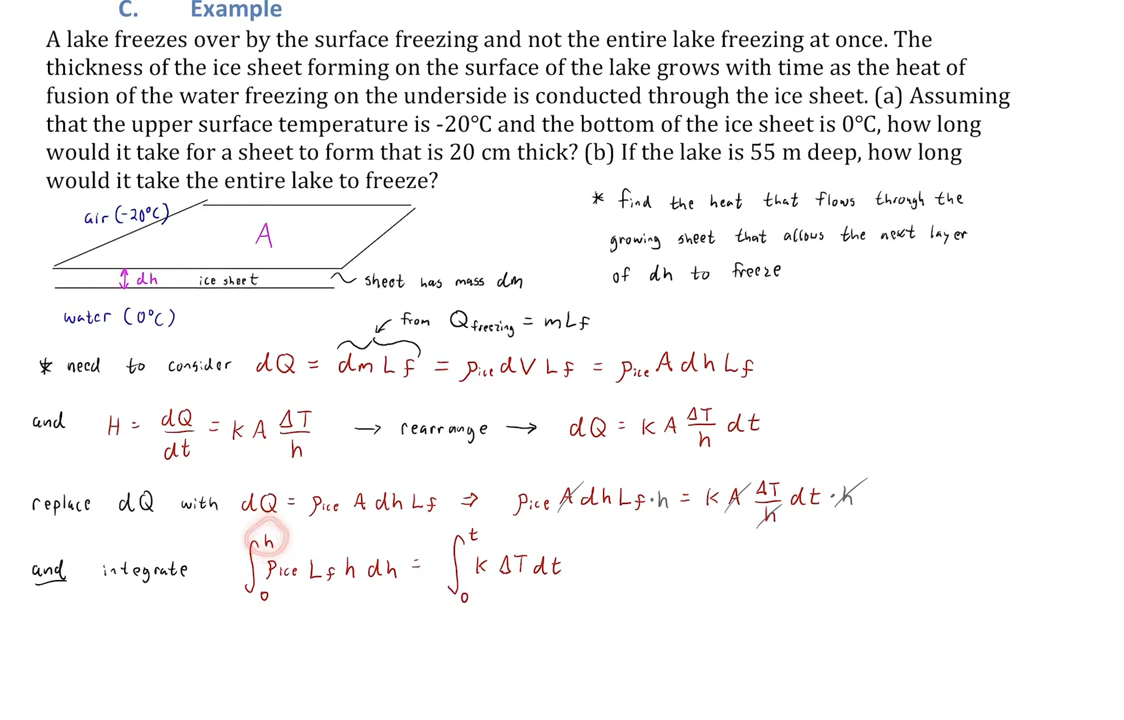 C. Example
A lake freezes over by the surface freezing and not the entire lake freezing at once. The
thickness of the ice sheet forming on the surface of the lake grows with time as the heat of
fusion of the water freezing on the underside is conducted through the ice sheet. (a) Assuming
that the upper surface temperature is -20°C and the bottom of the ice sheet is 0°C, how long
would it take for a sheet to form that is 20 cm thick? (b) If the lake is 55 m deep, how long
would it take the entire lake to freeze?
air (-20°C)
A
* find the heat that flows through the
growing sheet that allows the next layer
of dh to freeze
dh ice sheet
sheet has mass dm
water (0°C)
from Q freezing = mLf
* need to consider dQ = dm Lf = ρice dV Lf = ρice A dh Lf
and H = dQ/dt = k A ΔT/h → rearrange → dQ = k A ΔT/h dt
replace dQ with dQ = ρice A dh Lf ⇒ ρice A dh Lf · h = k A ΔT/h dt · h
and integrate ∫₀ʰ ρice Lf h dh = ∫₀ᵗ k ΔT dt